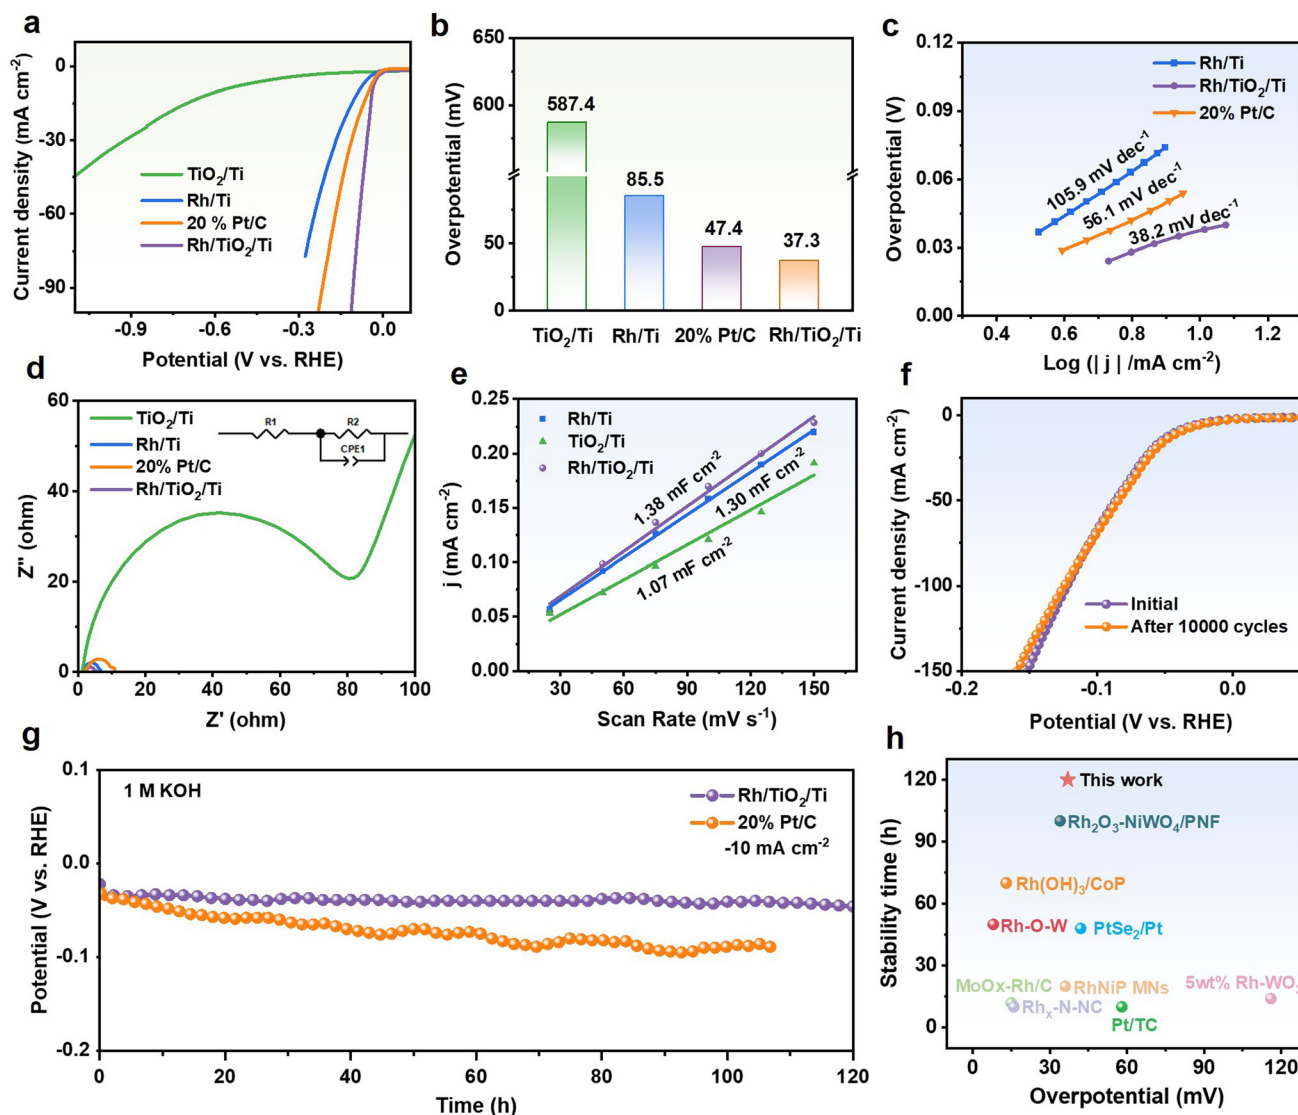 a
0
-30
-60
-90
Current density (mA cm⁻²)
TiO₂/Ti
Rh/Ti
20 % Pt/C
Rh/TiO₂/Ti
-0.9
-0.6
-0.3
0.0
Potential (V vs. RHE)
b
650
600
50
0
Overpotential (mV)
587.4
85.5
47.4
37.3
TiO₂/Ti
Rh/Ti
20% Pt/C
Rh/TiO₂/Ti
c
0.12
0.09
0.06
0.03
0.00
Overpotential (V)
Rh/Ti
Rh/TiO₂/Ti
20% Pt/C
105.9 mV dec⁻¹
56.1 mV dec⁻¹
38.2 mV dec⁻¹
0.4
0.6
0.8
1.0
1.2
Log (| j | /mA cm⁻²)
d
60
40
20
0
Z'' (ohm)
TiO₂/Ti
Rh/Ti
20% Pt/C
Rh/TiO₂/Ti
R1
R2
CPE1
0
20
40
60
80
100
Z' (ohm)
e
0.25
0.20
0.15
0.10
0.05
0.00
j (mA cm⁻²)
Rh/Ti
TiO₂/Ti
Rh/TiO₂/Ti
1.38 mF cm⁻²
1.30 mF cm⁻²
1.07 mF cm⁻²
30
60
90
120
150
Scan Rate (mV s⁻¹)
f
0
-50
-100
-150
Current density (mA cm⁻²)
Initial
After 10000 cycles
-0.2
-0.1
0.0
Potential (V vs. RHE)
g
0.1
0.0
-0.1
-0.2
Potential (V vs. RHE)
1 M KOH
Rh/TiO₂/Ti
20% Pt/C
-10 mA cm⁻²
0
20
40
60
80
100
120
Time (h)
h
120
90
60
30
0
Stability time (h)
This work
Rh₂O₃-NiWO₄/PNF
Rh(OH)₃/CoP
Rh-O-W
PtSe₂/Pt
MoOx-Rh/C
RhNiP MNs
5wt% Rh-WO₃
Rhₓ-N-NC
Pt/TC
0
30
60
90
120
Overpotential (mV)